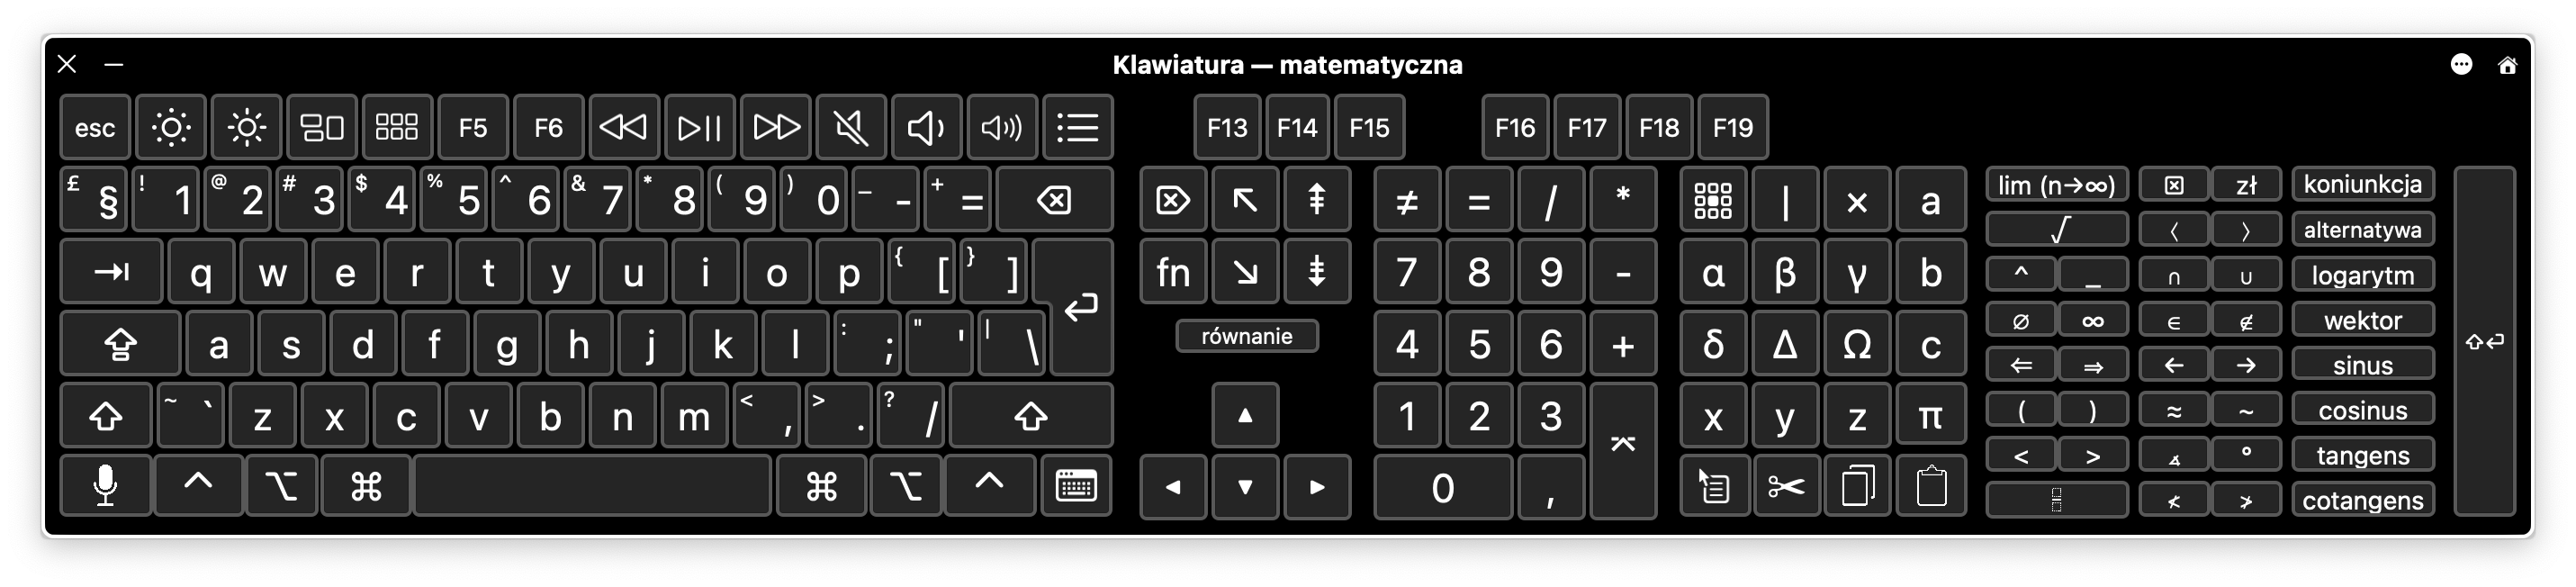 Klawiatura — matematyczna
esc F5 F6 F13 F14 F15 F16 F17 F18 F19
£ § ! 1 @ 2 # 3 $ 4 % 5 ^ 6 & 7 * 8 ( 9 ) 0 _ - + = ≠ = / * | × a lim (n→∞) zł koniunkcja
√ 〈 〉 alternatywa
q w e r t y u i o p { [ } ] fn 7 8 9 - α β γ b ^ _ ∩ ∪ logarytm
∅ ∞ ∈ ∉ wektor
a s d f g h j k l : ; " ' | \ równanie 4 5 6 + δ Δ Ω c ⇐ ⇒ ← → sinus
~ ` z x c v b n m < , > . ? / 1 2 3 x y z π ( ) ≈ ~ cosinus
< > ∡ ° tangens
⌥ ⌘ ⌘ ⌥ 0 , ≮ ≯ cotangens